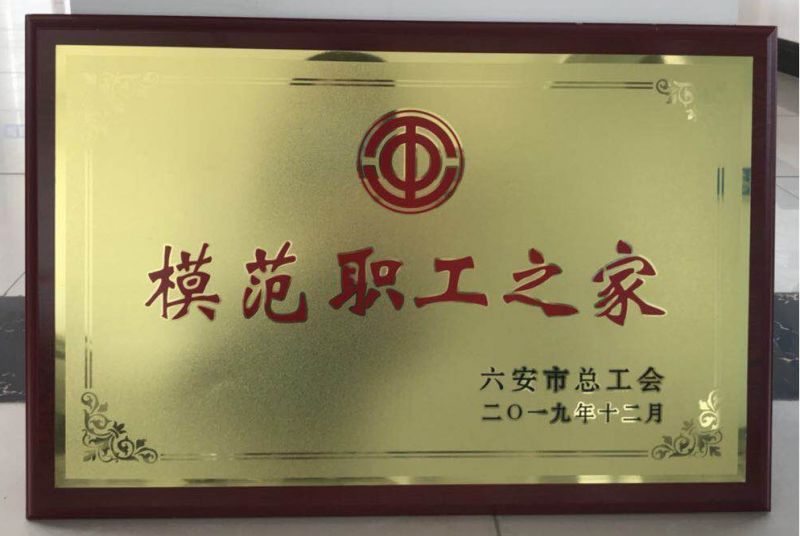 模范职工之家
六安市总工会
二〇一九年十二月